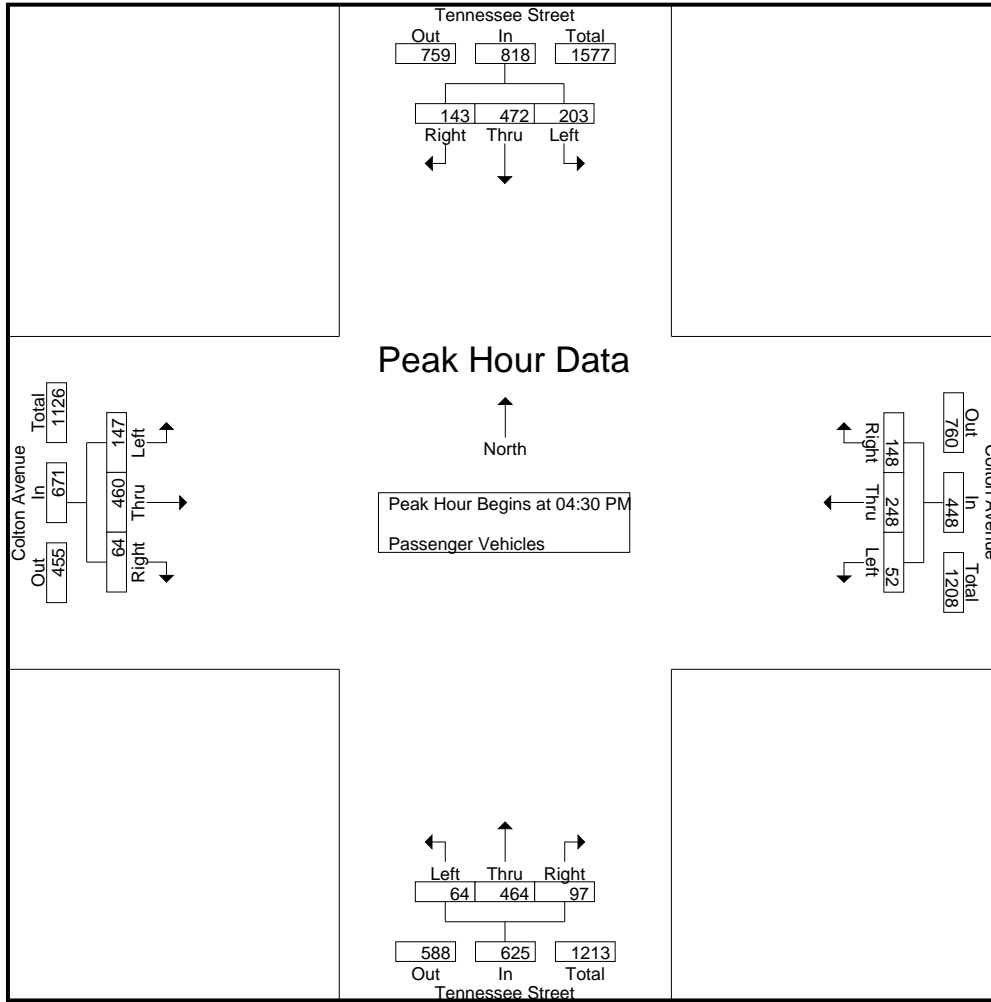 Tennessee Street
Out In Total
759 818 1577
143 472 203
Right Thru Left
Peak Hour Data
North
Peak Hour Begins at 04:30 PM
Passenger Vehicles
Colton Avenue
Total In Out
1126 671 455
147 460 64
Left Thru Right
Right Thru Left
148 248 52
760 448 1208
Out In Total
Colton Avenue
Left Thru Right
64 464 97
588 625 1213
Out In Total
Tennessee Street